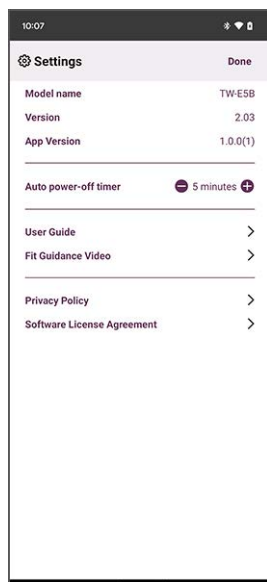 10:07
Settings Done
Model name TW-E5B
Version 2.03
App Version 1.0.0(1)
Auto power-off timer 5 minutes
User Guide
Fit Guidance Video
Privacy Policy
Software License Agreement